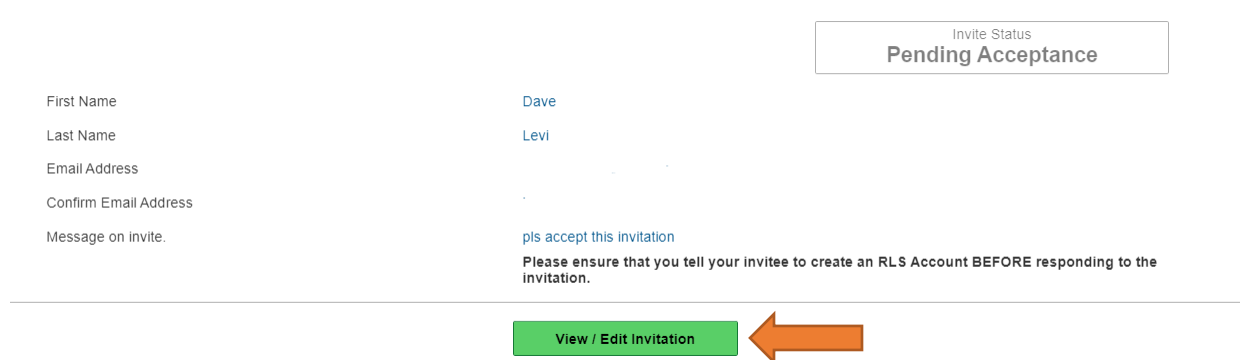 Invite Status
Pending Acceptance
First Name Dave
Last Name Levi
Email Address
Confirm Email Address
Message on invite. pls accept this invitation
Please ensure that you tell your invitee to create an RLS Account BEFORE responding to the
invitation.
View / Edit Invitation